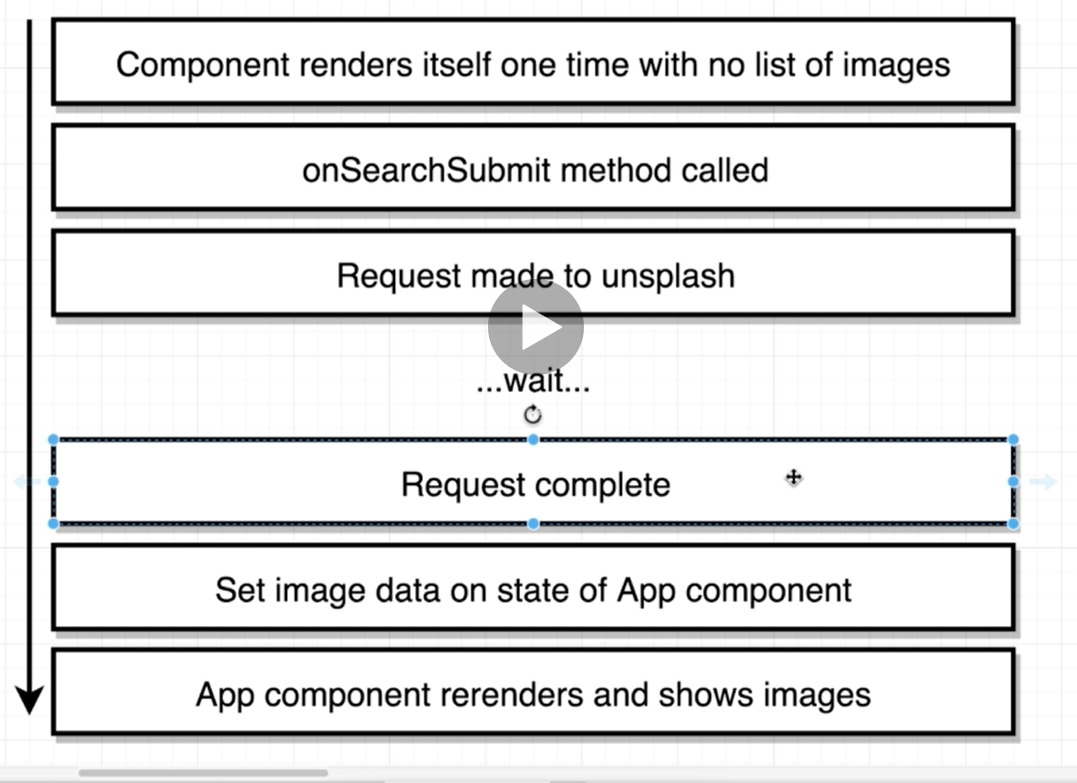 Component renders itself one time with no list of images
onSearchSubmit method called
Request made to unsplash
...wait...
Request complete
Set image data on state of App component
App component rerenders and shows images